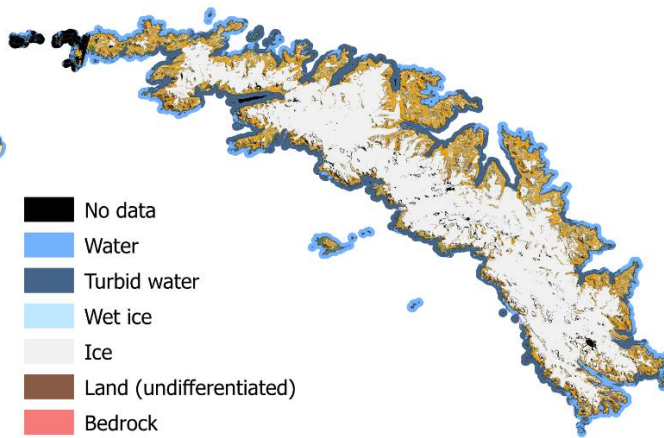 No data
Water
Turbid water
Wet ice
Ice
Land (undifferentiated)
Bedrock